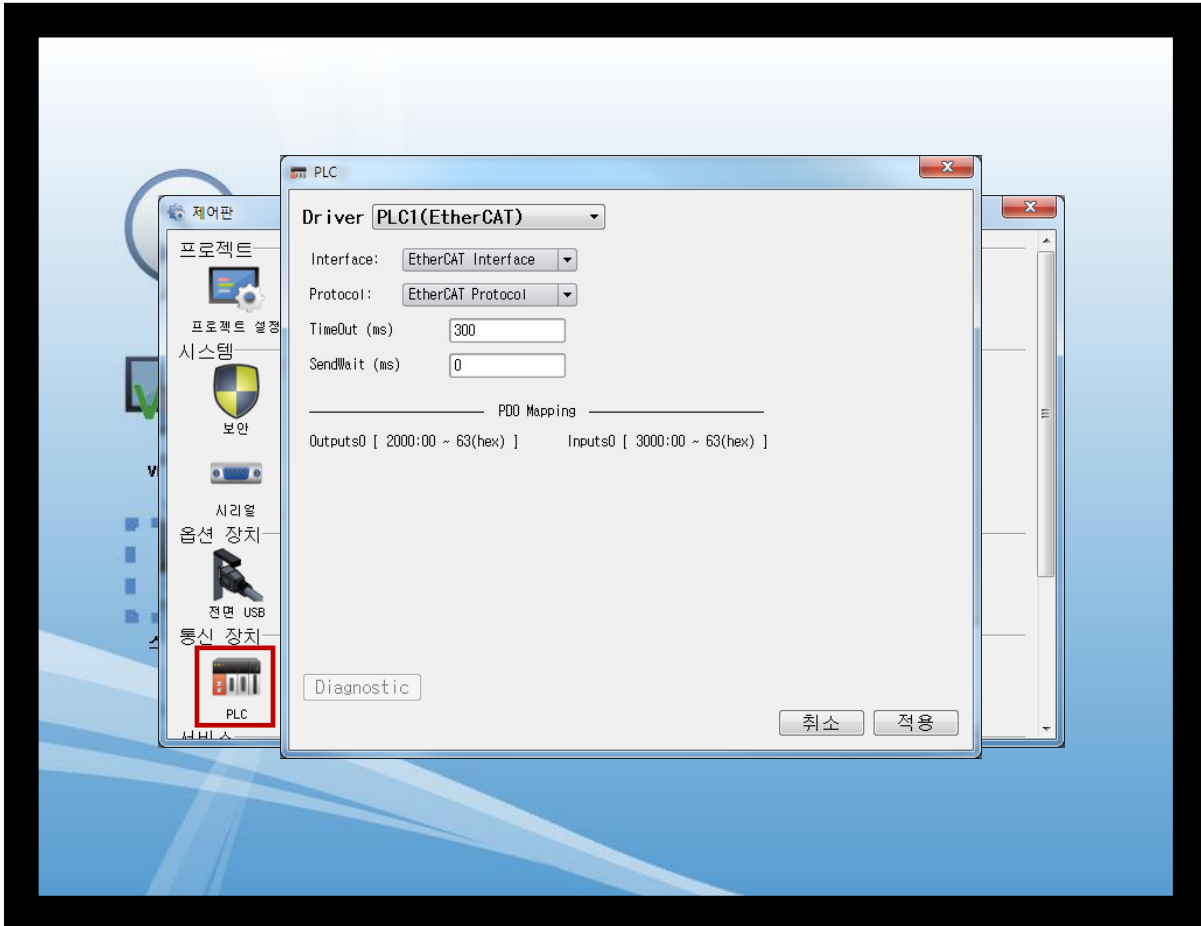 PLC
제어판
Driver PLC1(EtherCAT)
프로젝트
Interface: EtherCAT Interface
Protocol: EtherCAT Protocol
프로젝트 설정
TimeOut (ms) 300
시스템
SendWait (ms) 0
PDO Mapping
보안
Outputs0 [ 2000:00 ~ 63(hex) ] Inputs0 [ 3000:00 ~ 63(hex) ]
시리얼
옵션 장치
전면 USB
통신 장치
Diagnostic
PLC
취소 적용